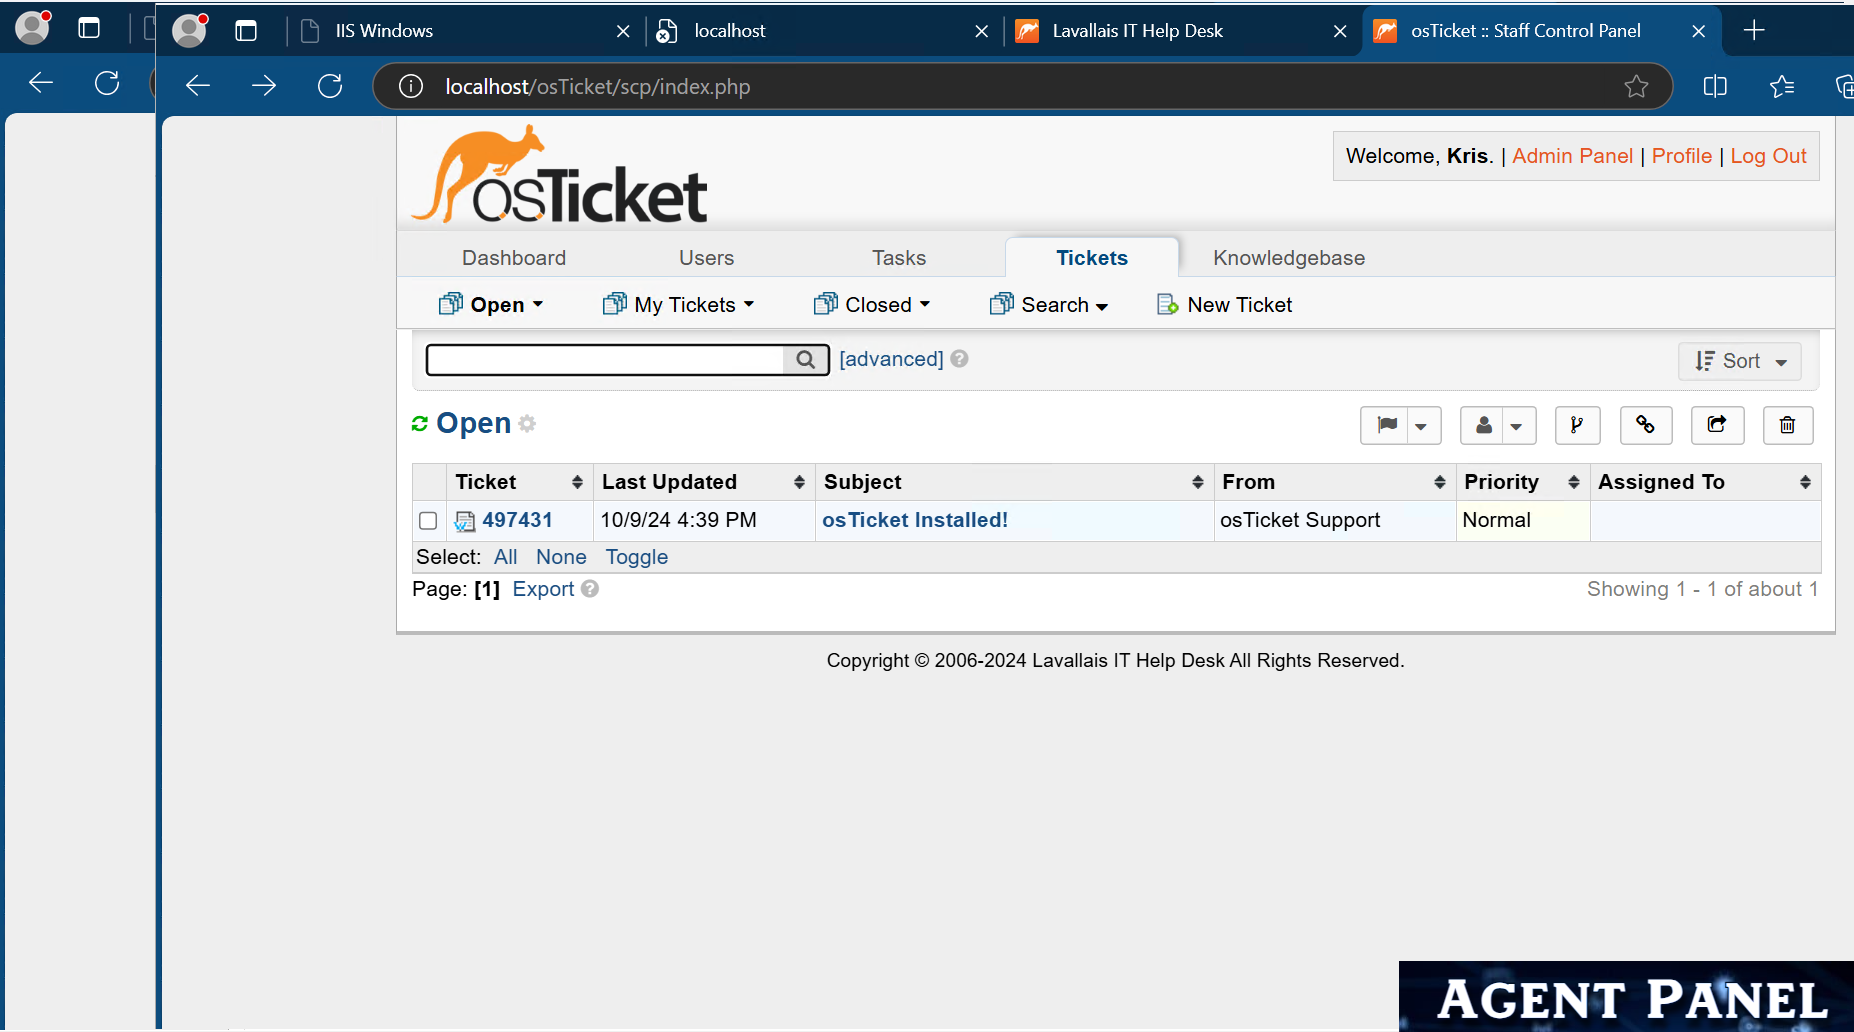 IIS Windows
localhost
Lavallais IT Help Desk
osTicket :: Staff Control Panel
localhost/osTicket/scp/index.php
osTicket
Welcome, Kris. | Admin Panel | Profile | Log Out
Dashboard
Users
Tasks
Tickets
Knowledgebase
Open
My Tickets
Closed
Search
New Ticket
[advanced]
Sort
Open
Ticket
Last Updated
Subject
From
Priority
Assigned To
497431
10/9/24 4:39 PM
osTicket Installed!
osTicket Support
Normal
Select: All None Toggle
Page: [1] Export
Showing 1 - 1 of about 1
Copyright © 2006-2024 Lavallais IT Help Desk All Rights Reserved.
AGENT PANEL